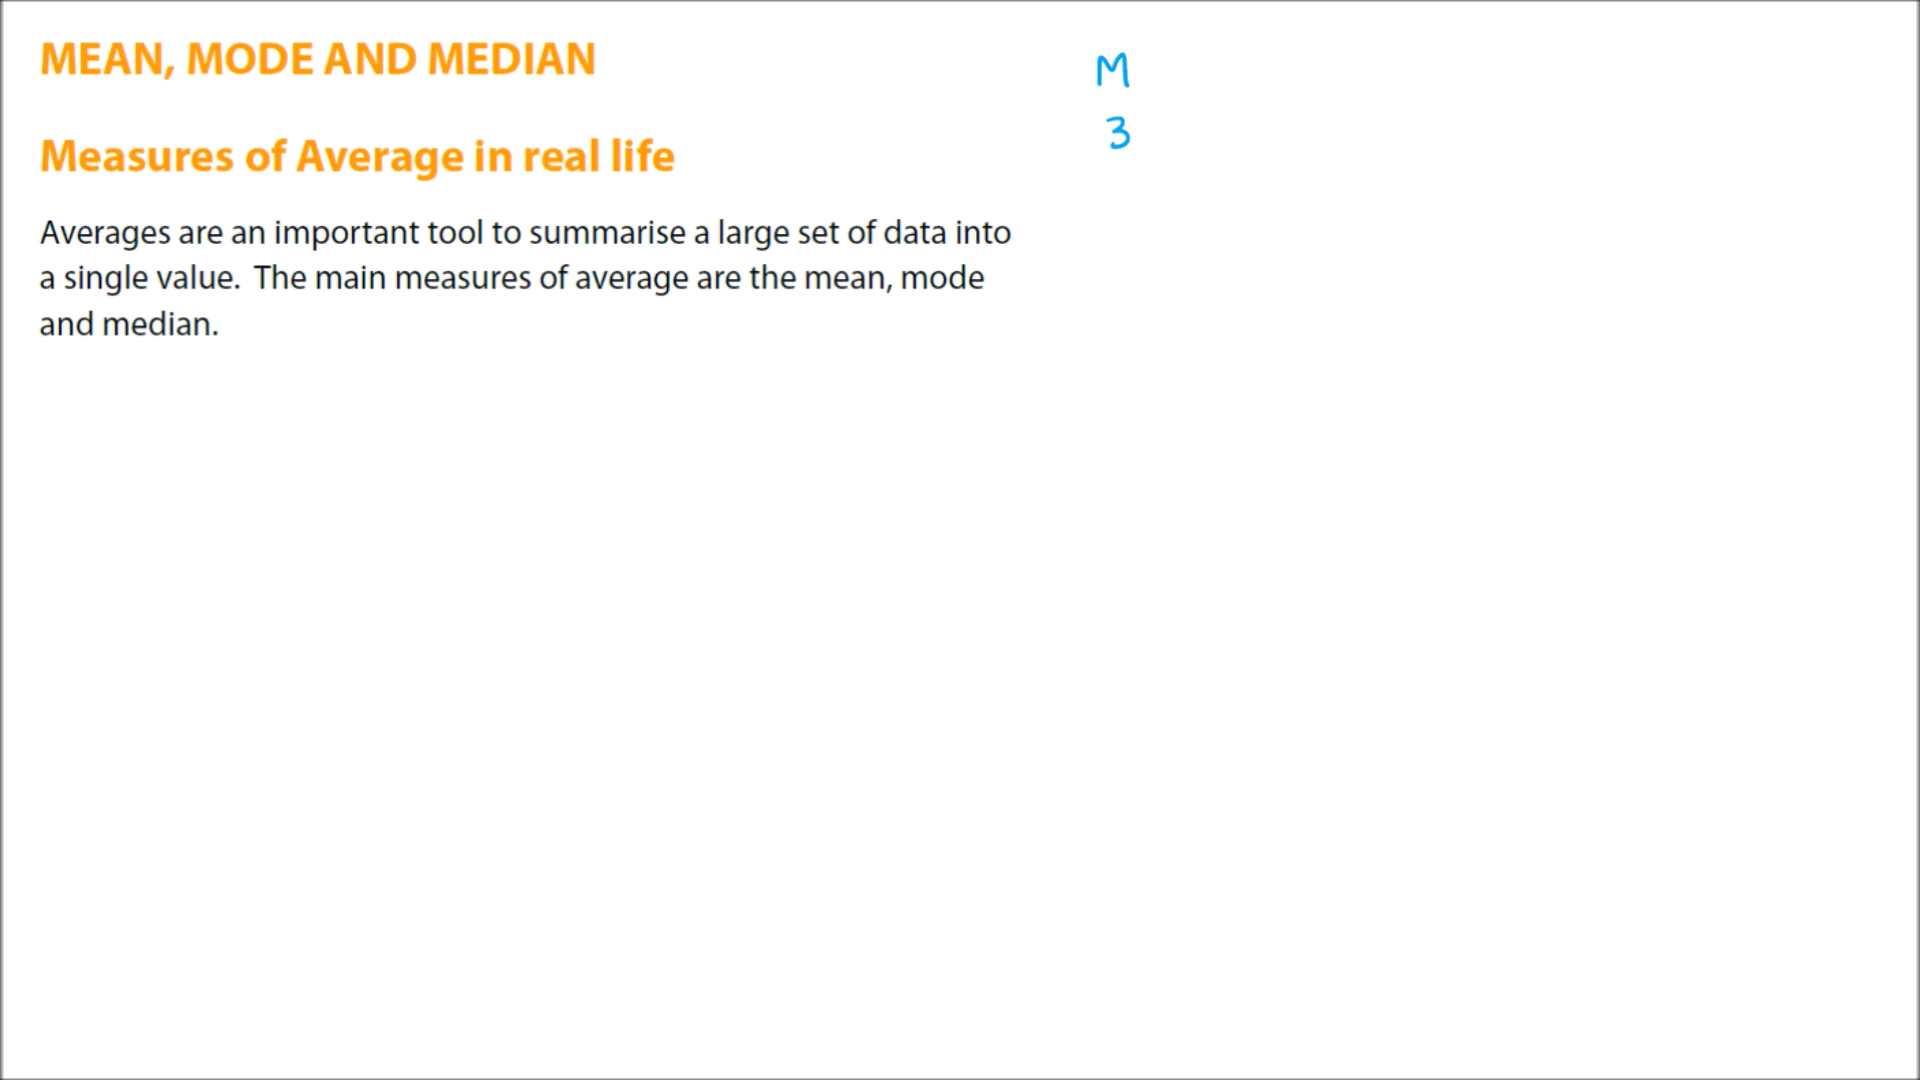 MEAN, MODE AND MEDIAN
M
3
Measures of Average in real life
Averages are an important tool to summarise a large set of data into
a single value. The main measures of average are the mean, mode
and median.